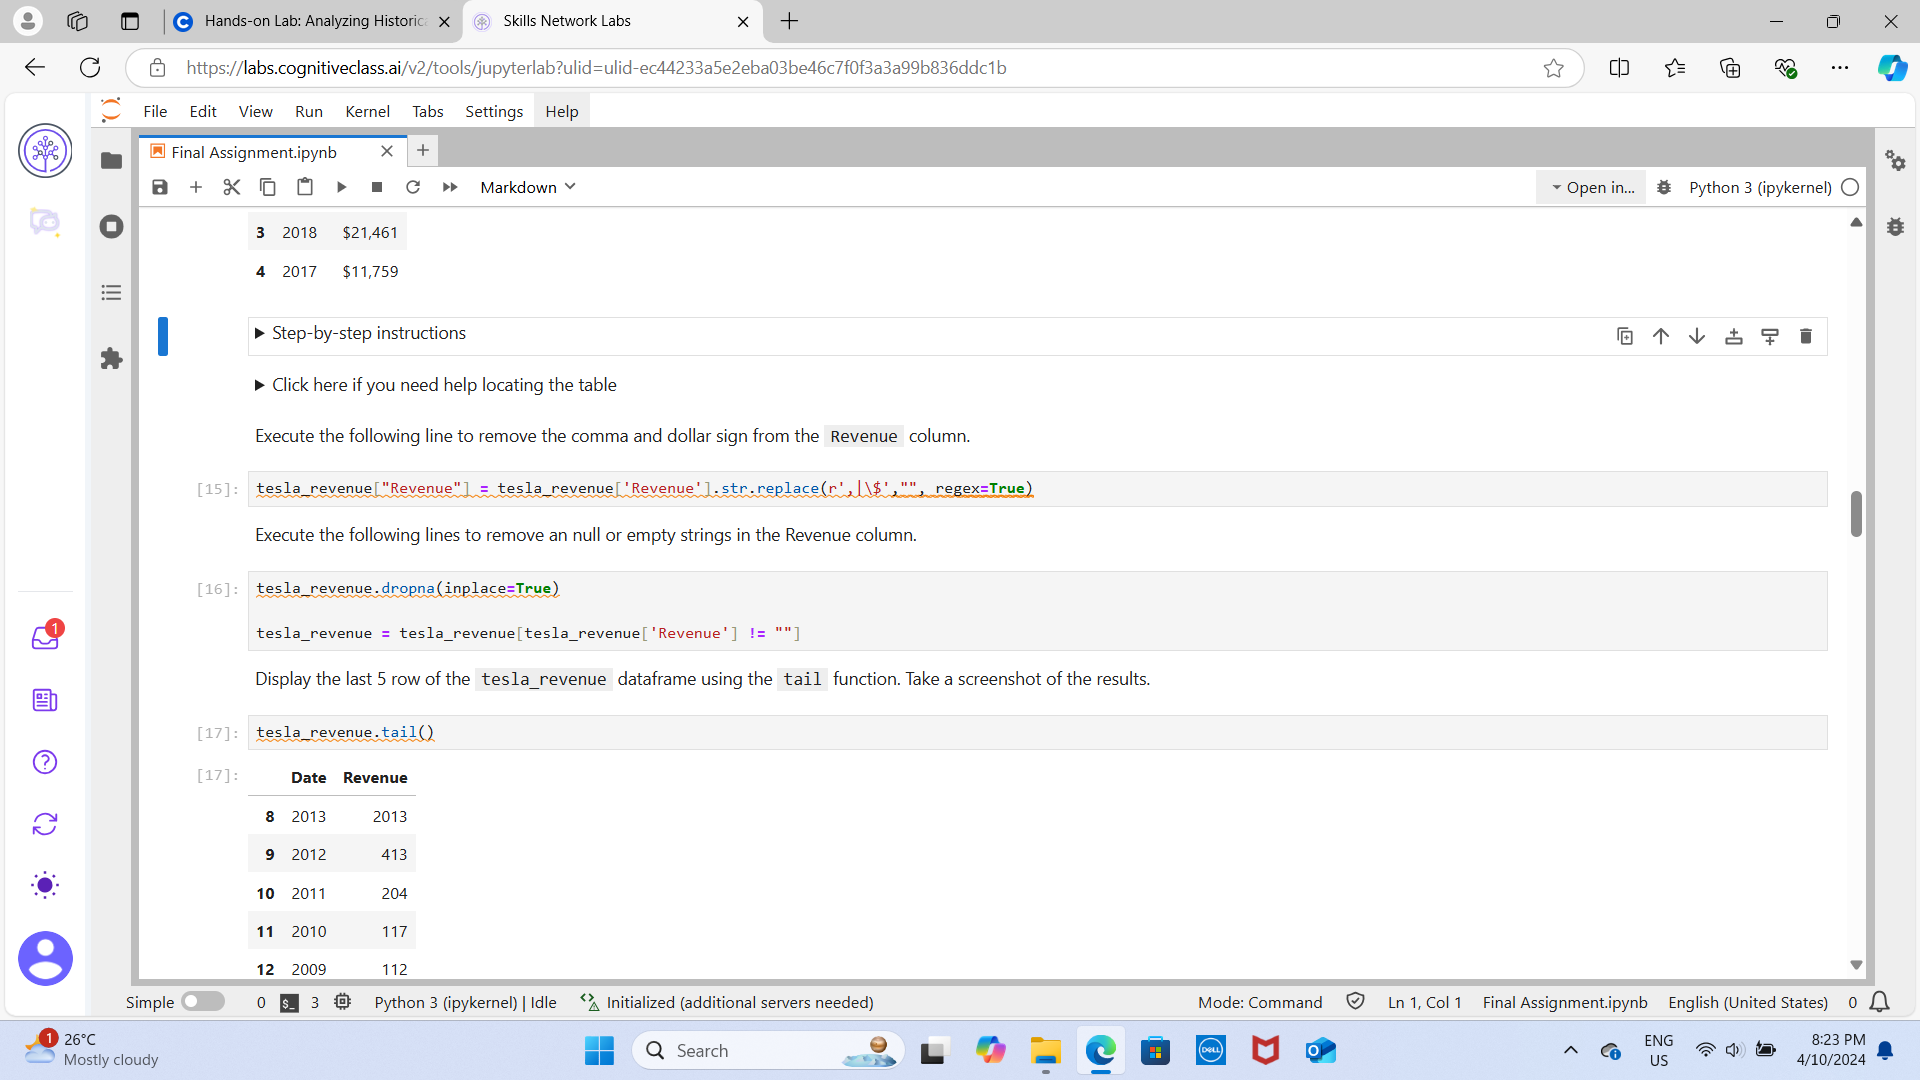 Hands-on Lab: Analyzing Historica
Skills Network Labs
https://labs.cognitiveclass.ai/v2/tools/jupyterlab?ulid=ulid-ec44233a5e2eba03be46c7f0f3a3a99b836ddc1b
File Edit View Run Kernel Tabs Settings Help
Final Assignment.ipynb
Markdown
Open in...
Python 3 (ipykernel)
3 2018 $21,461
4 2017 $11,759
Step-by-step instructions
Click here if you need help locating the table
Execute the following line to remove the comma and dollar sign from the Revenue column.
[15]: tesla_revenue["Revenue"] = tesla_revenue['Revenue'].str.replace(r',|\$',"", regex=True)
Execute the following lines to remove an null or empty strings in the Revenue column.
[16]: tesla_revenue.dropna(inplace=True)
tesla_revenue = tesla_revenue[tesla_revenue['Revenue'] != ""]
Display the last 5 row of the tesla_revenue dataframe using the tail function. Take a screenshot of the results.
[17]: tesla_revenue.tail()
[17]: Date Revenue
8 2013 2013
9 2012 413
10 2011 204
11 2010 117
12 2009 112
1
Simple 0 3 Python 3 (ipykernel) | Idle Initialized (additional servers needed) Mode: Command Ln 1, Col 1 Final Assignment.ipynb English (United States) 0
1
26°C
Mostly cloudy
Search
DELL
ENG
US
8:23 PM
4/10/2024